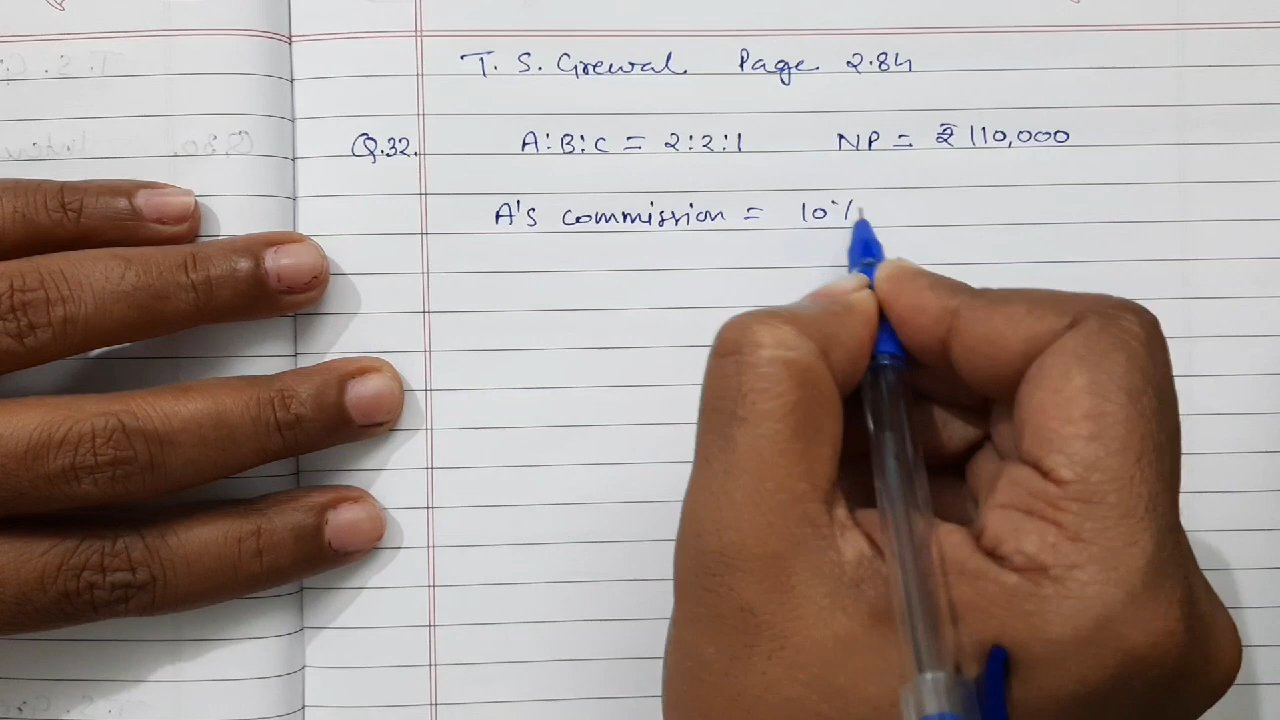 T. S. Grewal Page 2.84
Q.32. A:B:C = 2:2:1 NP = ₹ 110,000
A's commission = 10%